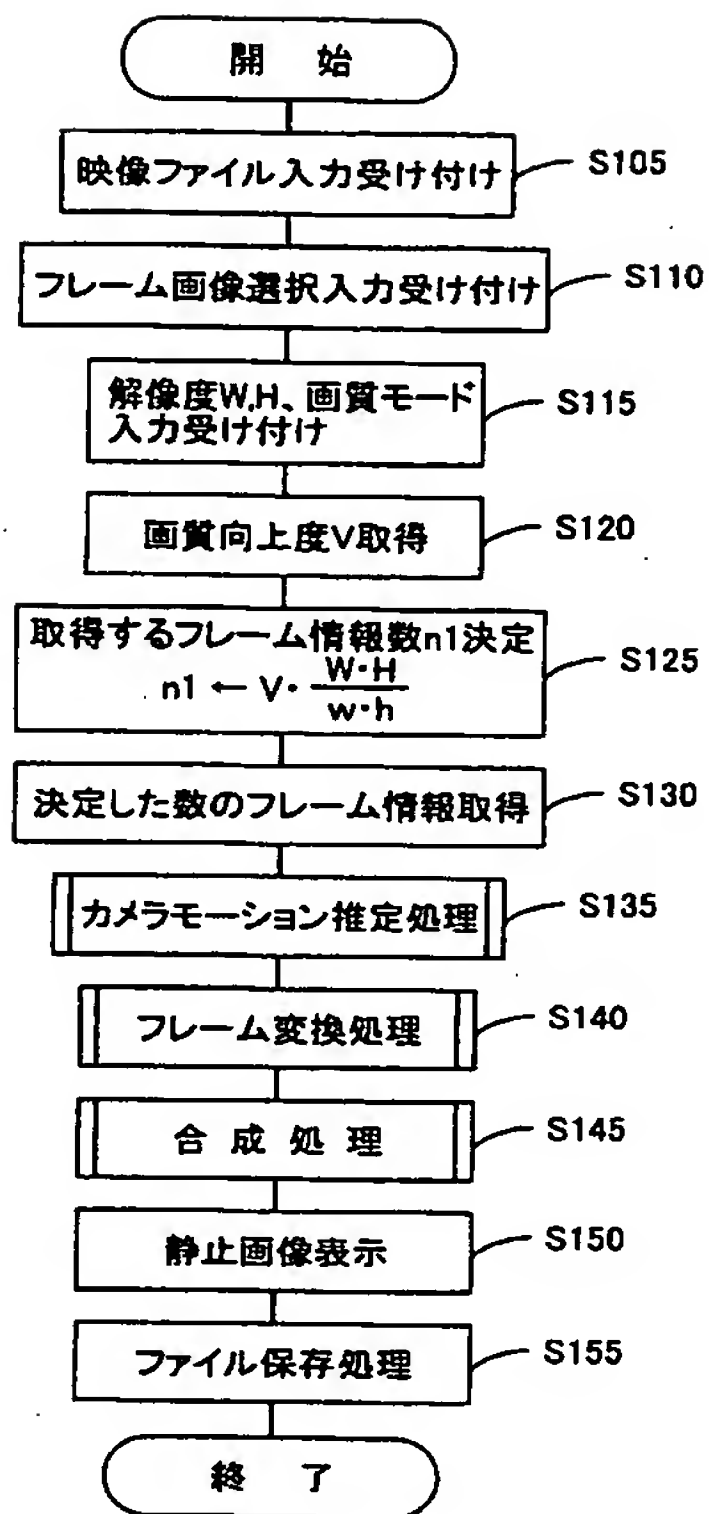 開 始
映像ファイル入力受け付け
S105
フレーム画像選択入力受け付け
S110
解像度W,H、画質モード
入力受け付け
S115
画質向上度V取得
S120
取得するフレーム情報数n1決定
n1 ← V・ W・H / w・h
S125
決定した数のフレーム情報取得
S130
カメラモーション推定処理
S135
フレーム変換処理
S140
合 成 処 理
S145
静止画像表示
S150
ファイル保存処理
S155
終 了